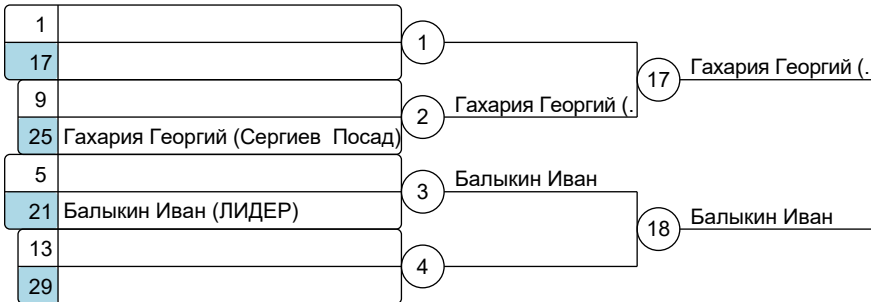 1
17
1
9
25 Гахария Георгий (Сергиев Посад)
2
Гахария Георгий (.
17
Гахария Георгий (.
5
21 Балыкин Иван (ЛИДЕР)
3
Балыкин Иван
13
29
4
18
Балыкин Иван